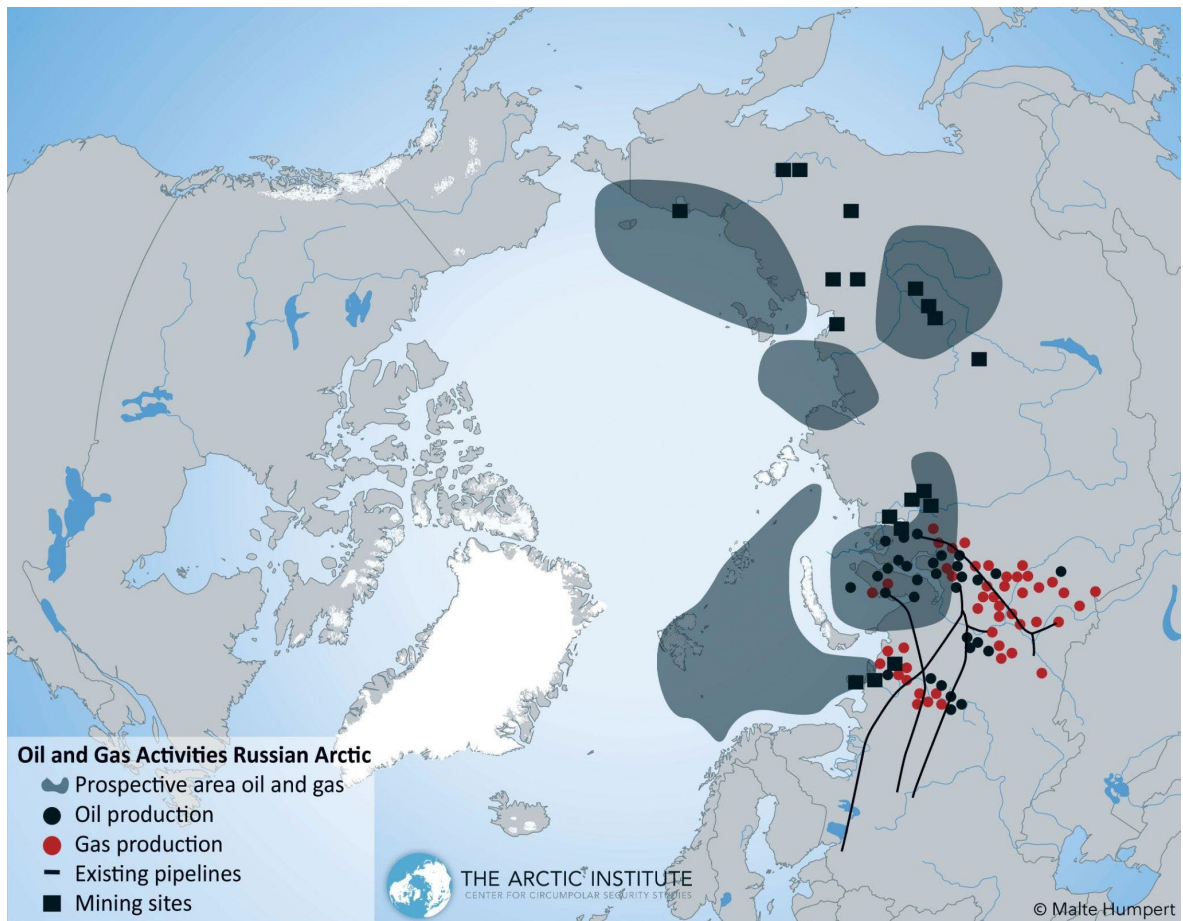 Oil and Gas Activities Russian Arctic
Prospective area oil and gas
Oil production
Gas production
Existing pipelines
Mining sites
THE ARCTIC INSTITUTE
CENTER FOR CIRCUMPOLAR SECURITY STUDIES
© Malte Humpert